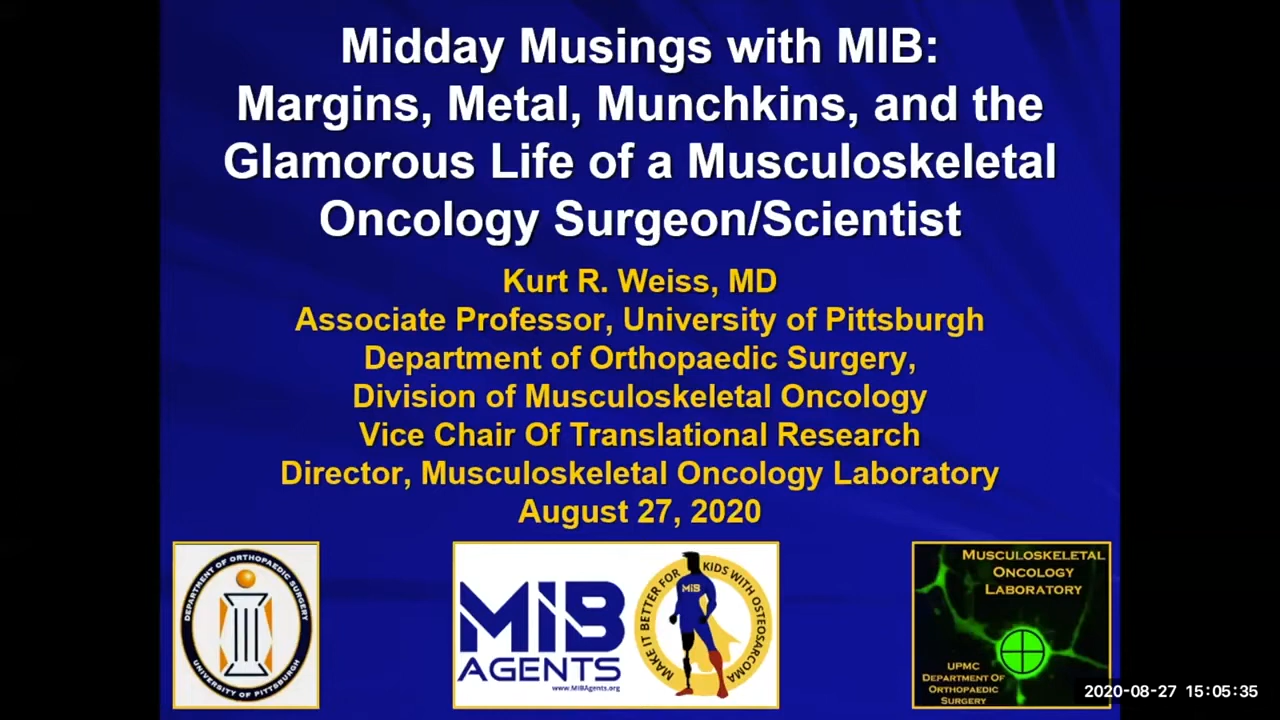 Midday Musings with MIB:
Margins, Metal, Munchkins, and the
Glamorous Life of a Musculoskeletal
Oncology Surgeon/Scientist
Kurt R. Weiss, MD
Associate Professor, University of Pittsburgh
Department of Orthopaedic Surgery,
Division of Musculoskeletal Oncology
Vice Chair Of Translational Research
Director, Musculoskeletal Oncology Laboratory
August 27, 2020
DEPARTMENT OF ORTHOPAEDIC SURGERY
UNIVERSITY OF PITTSBURGH
MIB
AGENTS
www.MIBAgents.org
MAKE IT BETTER FOR KIDS WITH OSTEOSARCOMA
MiB
MUSCULOSKELETAL
ONCOLOGY
LABORATORY
UPMC
DEPARTMENT OF
ORTHOPAEDIC
SURGERY
2020-08-27 15:05:35